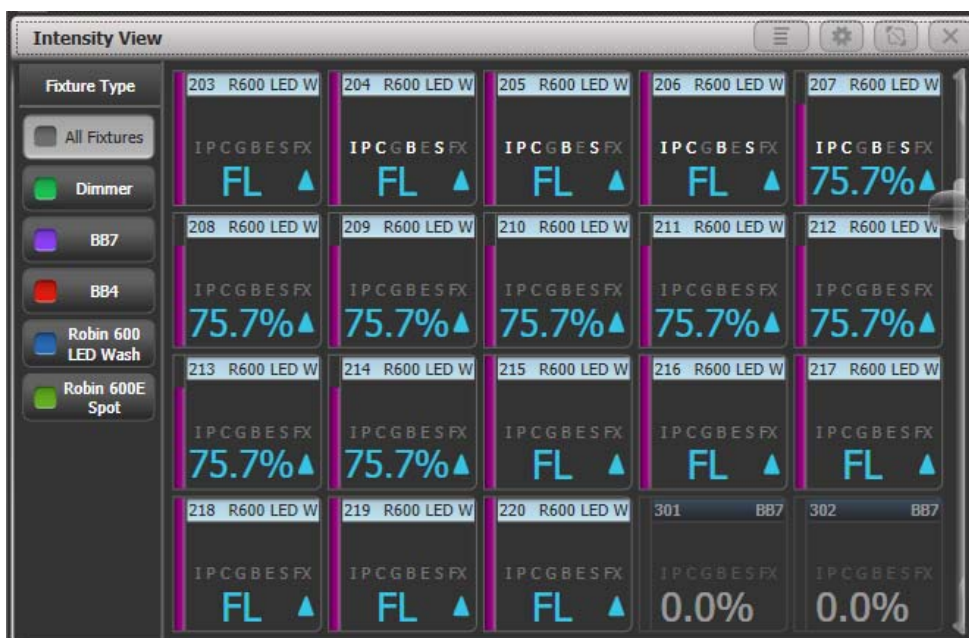 Intensity View
Fixture Type
All Fixtures
Dimmer
BB7
BB4
Robin 600
LED Wash
Robin 600E
Spot
203 R600 LED W
IPCGBESFX
FL
204 R600 LED W
IPCGBESFX
FL
205 R600 LED W
IPCGBESFX
FL
206 R600 LED W
IPCGBESFX
FL
207 R600 LED W
IPCGBESFX
75.7%
208 R600 LED W
IPCGBESFX
75.7%
209 R600 LED W
IPCGBESFX
75.7%
210 R600 LED W
IPCGBESFX
75.7%
211 R600 LED W
IPCGBESFX
75.7%
212 R600 LED W
IPCGBESFX
75.7%
213 R600 LED W
IPCGBESFX
75.7%
214 R600 LED W
IPCGBESFX
75.7%
215 R600 LED W
IPCGBESFX
FL
216 R600 LED W
IPCGBESFX
FL
217 R600 LED W
IPCGBESFX
FL
218 R600 LED W
IPCGBESFX
FL
219 R600 LED W
IPCGBESFX
FL
220 R600 LED W
IPCGBESFX
FL
301 BB7
IPCGBESFX
0.0%
302 BB7
IPCGBESFX
0.0%